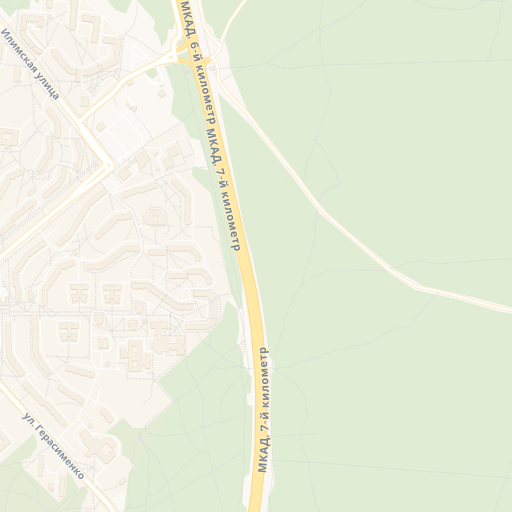 МКАД, 6-й километр
Илимская улица
МКАД, 7-й километр
МКАД, 7-й километр
ул. Герасименко